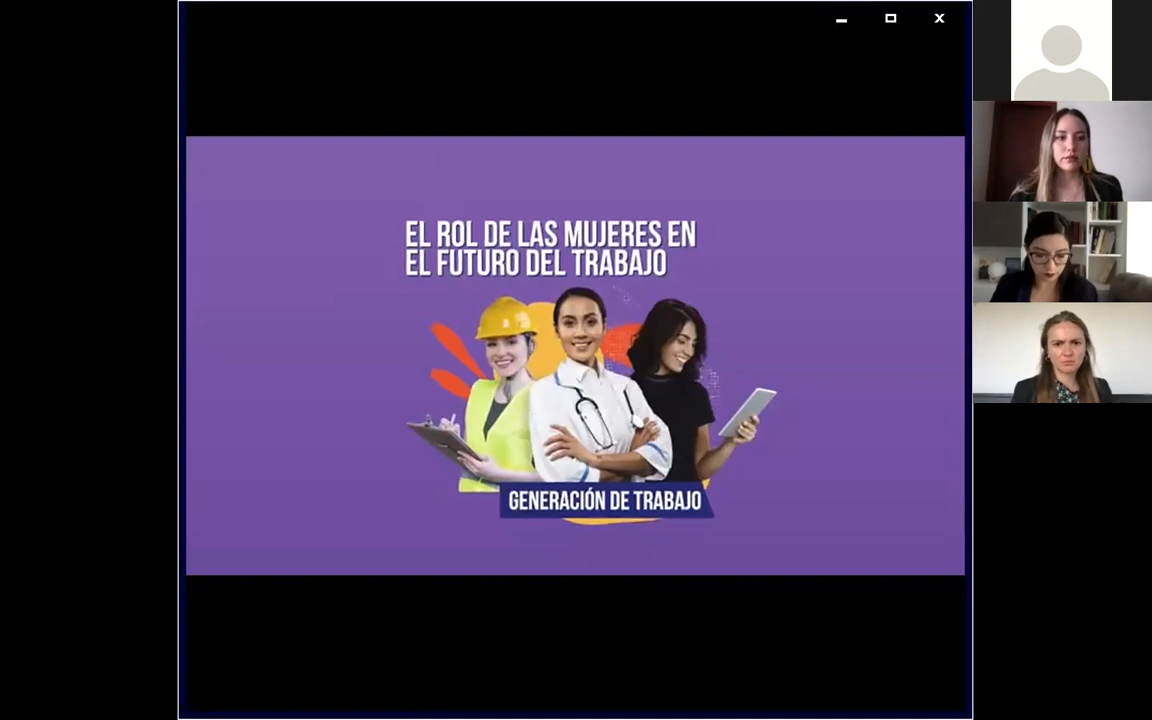 EL ROL DE LAS MUJERES EN
EL FUTURO DEL TRABAJO
GENERACIÓN DE TRABAJO